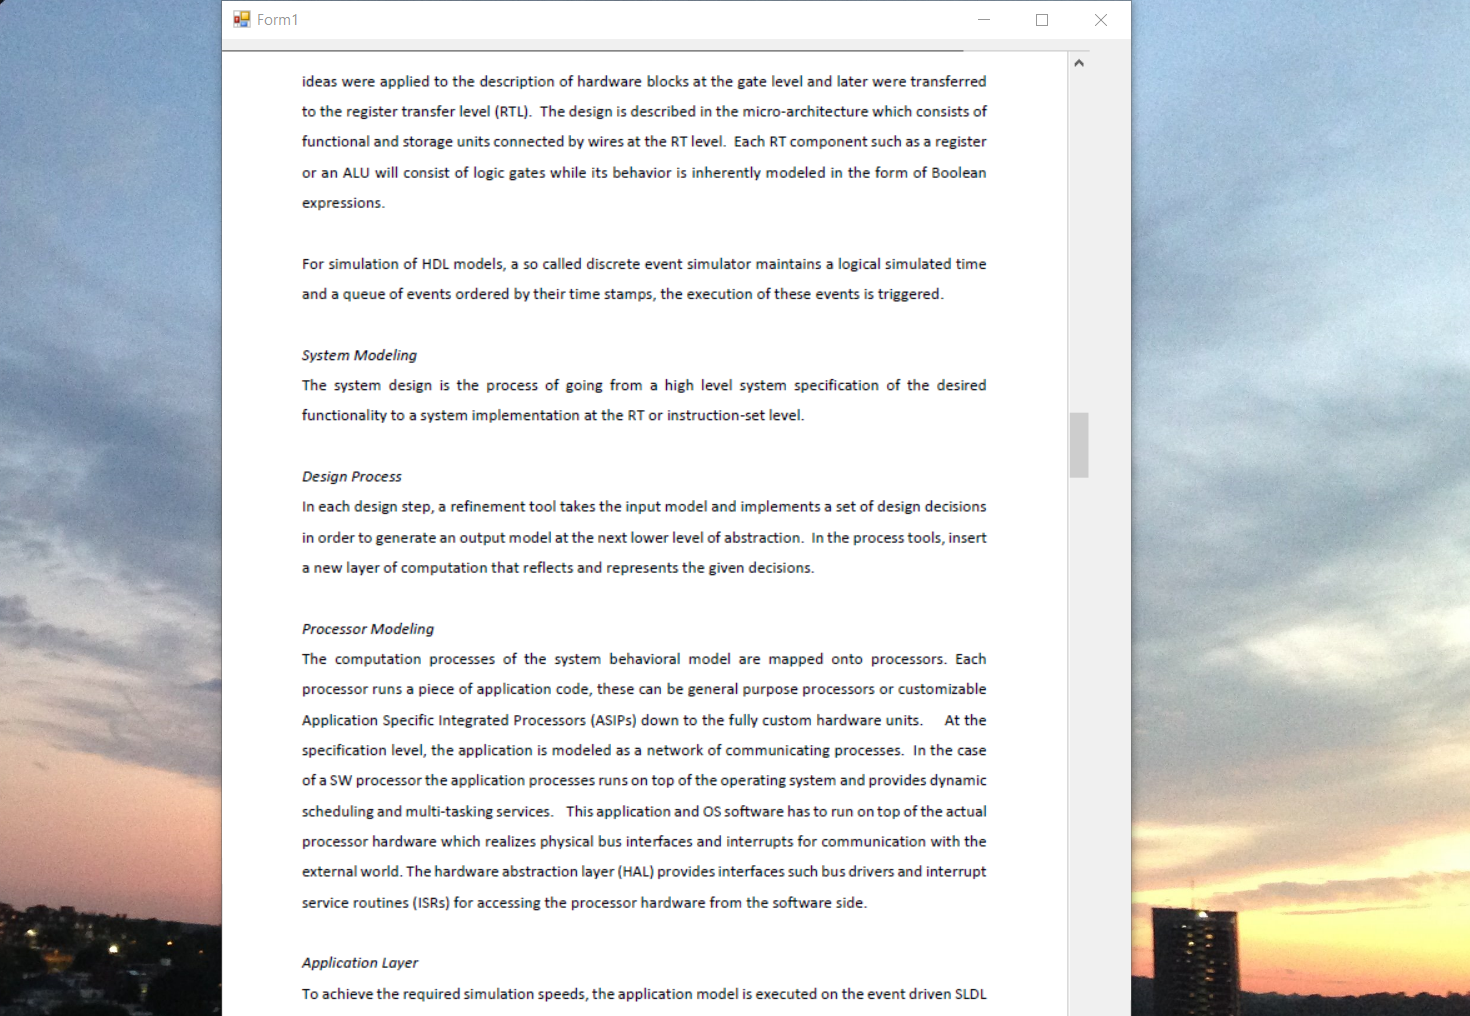 Form1
ideas were applied to the description of hardware blocks at the gate level and later were transferred
to the register transfer level (RTL).  The design is described in the micro-architecture which consists of
functional and storage units connected by wires at the RT level.  Each RT component such as a register
or an ALU will consist of logic gates while its behavior is inherently modeled in the form of Boolean
expressions.
For simulation of HDL models, a so called discrete event simulator maintains a logical simulated time
and a queue of events ordered by their time stamps, the execution of these events is triggered.
System Modeling
The system design is the process of going from a high level system specification of the desired
functionality to a system implementation at the RT or instruction-set level.
Design Process
In each design step, a refinement tool takes the input model and implements a set of design decisions
in order to generate an output model at the next lower level of abstraction.  In the process tools, insert
a new layer of computation that reflects and represents the given decisions.
Processor Modeling
The computation processes of the system behavioral model are mapped onto processors. Each
processor runs a piece of application code, these can be general purpose processors or customizable
Application Specific Integrated Processors (ASIPs) down to the fully custom hardware units.    At the
specification level, the application is modeled as a network of communicating processes.  In the case
of a SW processor the application processes runs on top of the operating system and provides dynamic
scheduling and multi-tasking services.   This application and OS software has to run on top of the actual
processor hardware which realizes physical bus interfaces and interrupts for communication with the
external world. The hardware abstraction layer (HAL) provides interfaces such bus drivers and interrupt
service routines (ISRs) for accessing the processor hardware from the software side.
Application Layer
To achieve the required simulation speeds, the application model is executed on the event driven SLDL